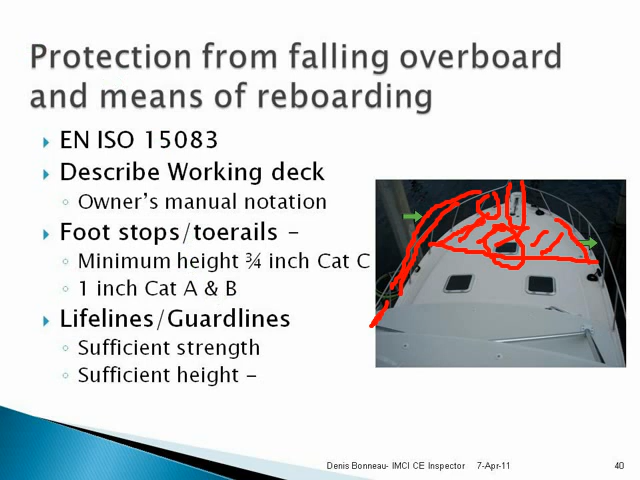 Protection from falling overboard
and means of reboarding
EN ISO 15083
Describe Working deck
Owner's manual notation
Foot stops/toerails -
Minimum height ¾ inch Cat C
1 inch Cat A & B
Lifelines/Guardlines
Sufficient strength
Sufficient height -
Denis Bonneau- IMCI CE Inspector 7-Apr-11 40